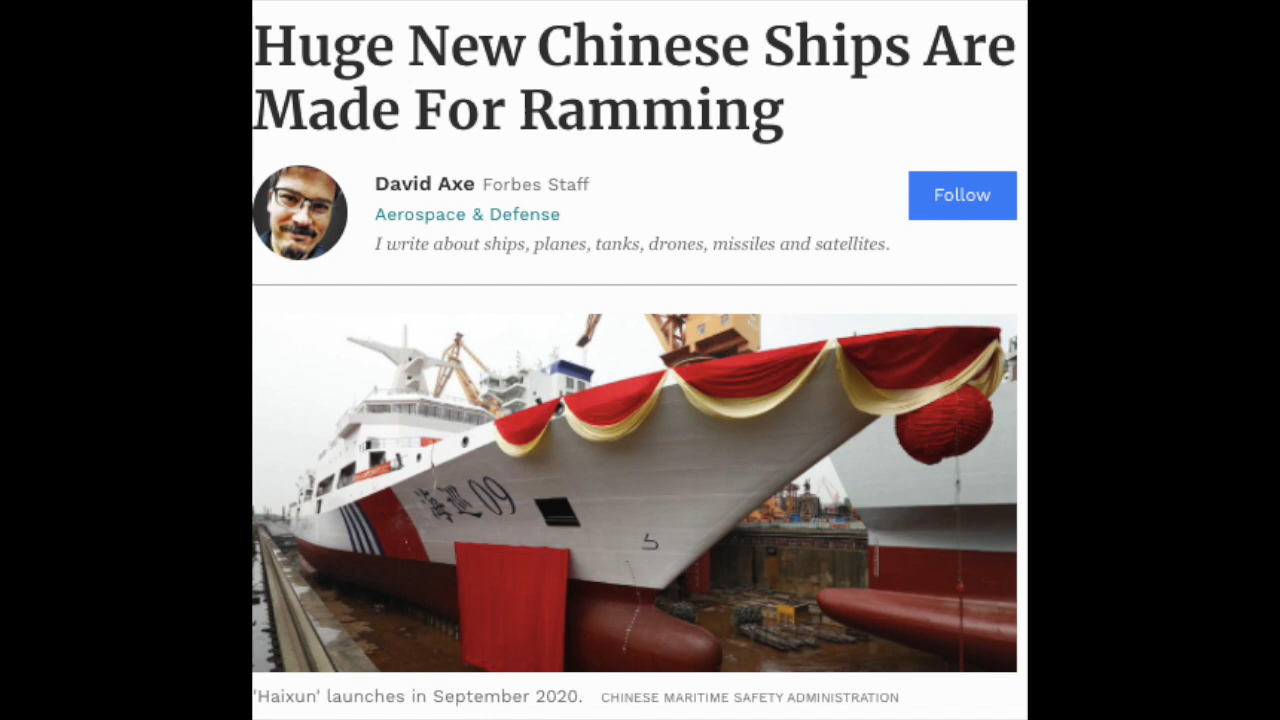 Huge New Chinese Ships Are
Made For Ramming
David Axe Forbes Staff
Follow
Aerospace & Defense
I write about ships, planes, tanks, drones, missiles and satellites.
海巡09
'Haixun' launches in September 2020. CHINESE MARITIME SAFETY ADMINISTRATION